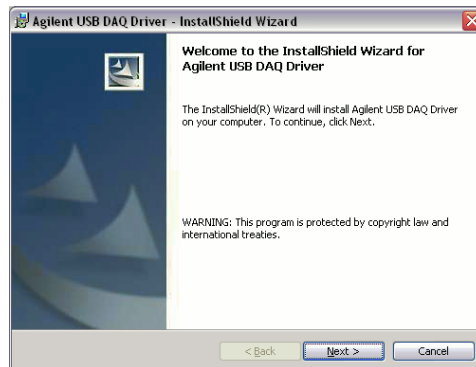 Agilent USB DAQ Driver - InstallShield Wizard
Welcome to the InstallShield Wizard for
Agilent USB DAQ Driver
The InstallShield(R) Wizard will install Agilent USB DAQ Driver
on your computer. To continue, click Next.
WARNING: This program is protected by copyright law and
international treaties.
< Back
Next >
Cancel